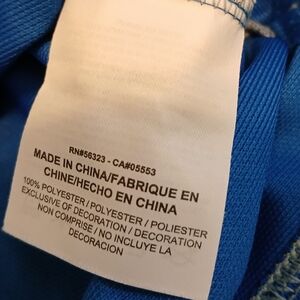 RN#56323 - CA#05553
MADE IN CHINA/FABRIQUE EN
CHINE/HECHO EN CHINA
100% POLYESTER / POLYESTER / POLIESTER
EXCLUSIVE OF DECORATION / DECORATION
NON COMPRISE / NO INCLUYE LA
DECORACION